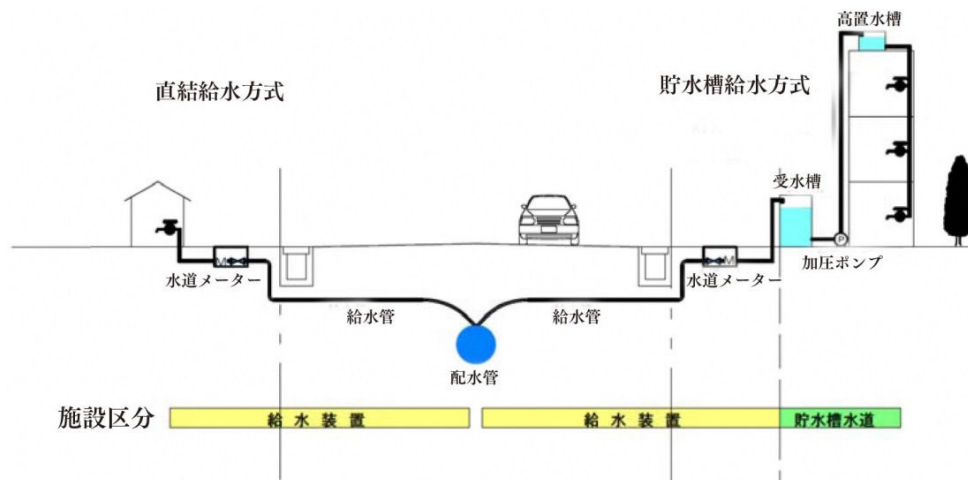 高置水槽
直結給水方式
貯水槽給水方式
受水槽
P
加圧ポンプ
M
水道メーター
M
水道メーター
給水管
給水管
配水管
施設区分
給水装置
給水装置
貯水槽水道